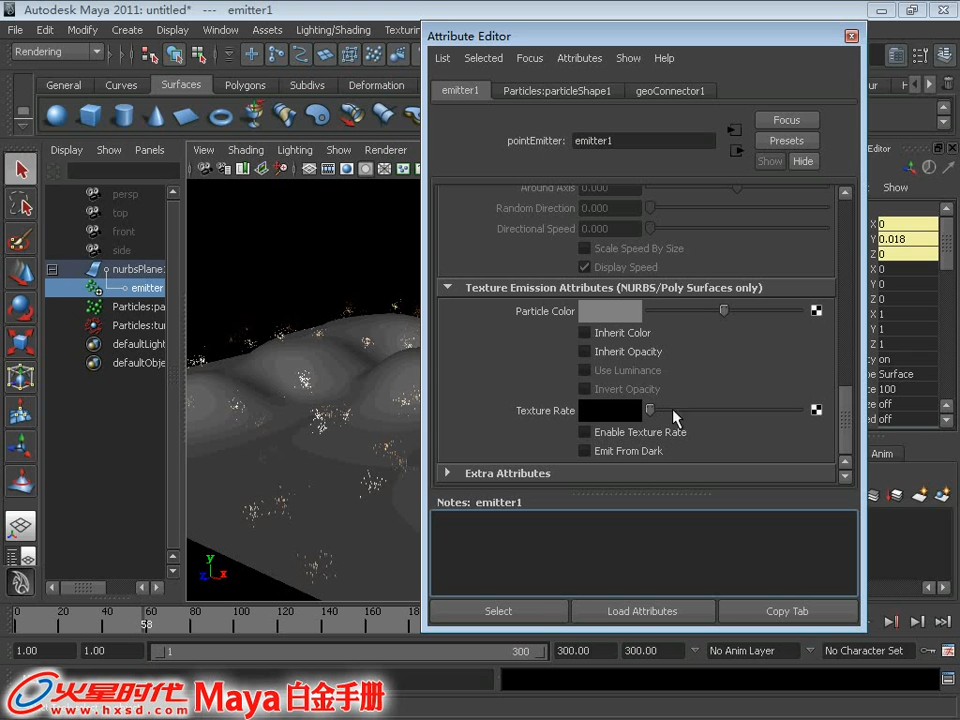 Autodesk Maya 2011: untitled* --- emitter1
File Edit Modify Create Display Window Assets Lighting/Shading Texturin
Rendering
General Curves Surfaces Polygons Subdivs Deformation
Display Show Panels
View Shading Lighting Show Renderer
persp
top
front
side
nurbsPlane
emitter
Particles:pa
Particles:tur
defaultLight
defaultObje
Attribute Editor
List Selected Focus Attributes Show Help
emitter1 Particles:particleShape1 geoConnector1
pointEmitter: emitter1
Focus
Presets
Show Hide
Around Axis 0.000
Random Direction 0.000
Directional Speed 0.000
Scale Speed By Size
Display Speed
Texture Emission Attributes (NURBS/Poly Surfaces only)
Particle Color
Inherit Color
Inherit Opacity
Use Luminance
Invert Opacity
Texture Rate
Enable Texture Rate
Emit From Dark
Extra Attributes
Notes: emitter1
Select Load Attributes Copy Tab
Editor
Show
X 0
Y 0.018
Z 0
X 0
Y 0
Z 0
X 1
Y 1
Z 1
y on
e Surface
e 100
ze off
ed off
Anim
y
z x
0 20 40 60 80 100 120 140 160 180
58
1.00 1.00 1 300 300.00 300.00 No Anim Layer No Character Set
火星时代
www.hxsd.com
Maya 白金手册